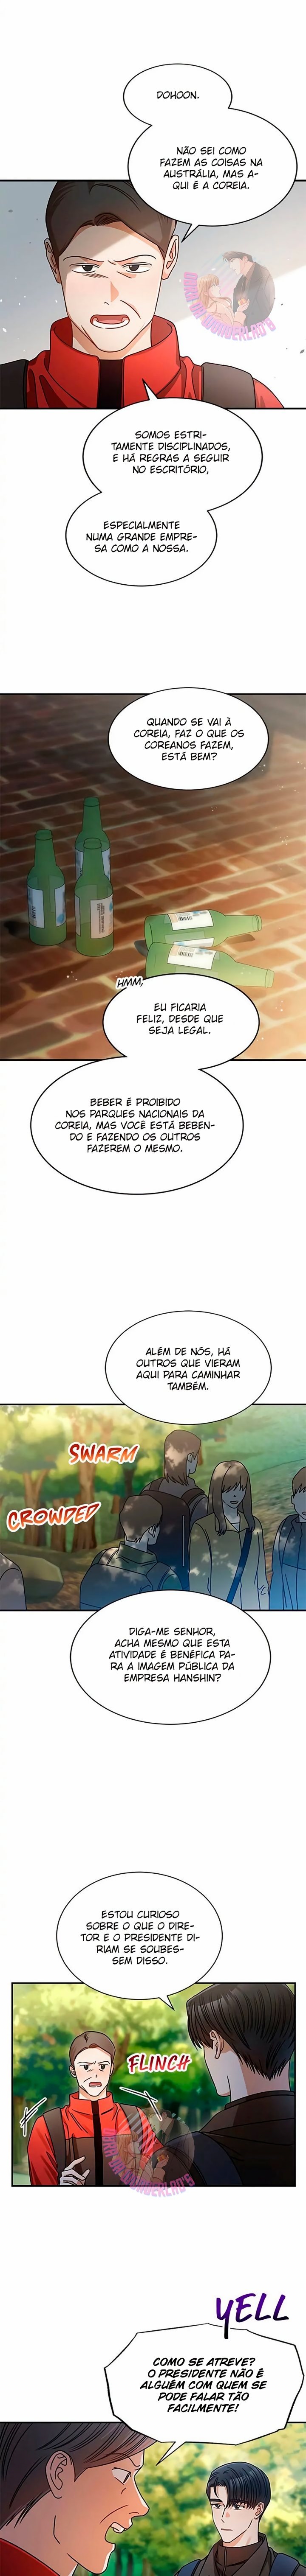 DOHOON.
NÃO SEI COMO
FAZEM AS COISAS NA
AUSTRÁLIA, MAS A-
QUI É A COREIA.
SOMOS ESTRI-
TAMENTE DISCIPLINADOS,
E HÁ REGRAS A SEGUIR
NO ESCRITÓRIO,
ESPECIALMENTE
NUMA GRANDE EMPRE-
SA COMO A NOSSA.
QUANDO SE VAI À
COREIA, FAZ O QUE OS
COREANOS FAZEM,
ESTÁ BEM?
HMM,
EU FICARIA
FELIZ, DESDE QUE
SEJA LEGAL.
BEBER É PROIBIDO
NOS PARQUES NACIONAIS DA
COREIA, MAS VOCÊ ESTÁ BEBEN-
DO E FAZENDO OS OUTROS
FAZEREM O MESMO.
ALÉM DE NÓS, HÁ
OUTROS QUE VIERAM
AQUI PARA CAMINHAR
TAMBÉM.
SWARM
CROWDED
DIGA-ME SENHOR,
ACHA MESMO QUE ESTA
ATIVIDADE É BENÉFICA PA-
RA A IMAGEM PÚBLICA DA
EMPRESA HANSHIN?
ESTOU CURIOSO
SOBRE O QUE O DIRE-
TOR E O PRESIDENTE DI-
RIAM SE SOUBES-
SEM DISSO.
FLINCH
YELL
COMO SE ATREVE?
O PRESIDENTE NÃO É
ALGUÉM COM QUEM SE
PODE FALAR TÃO
FACILMENTE!